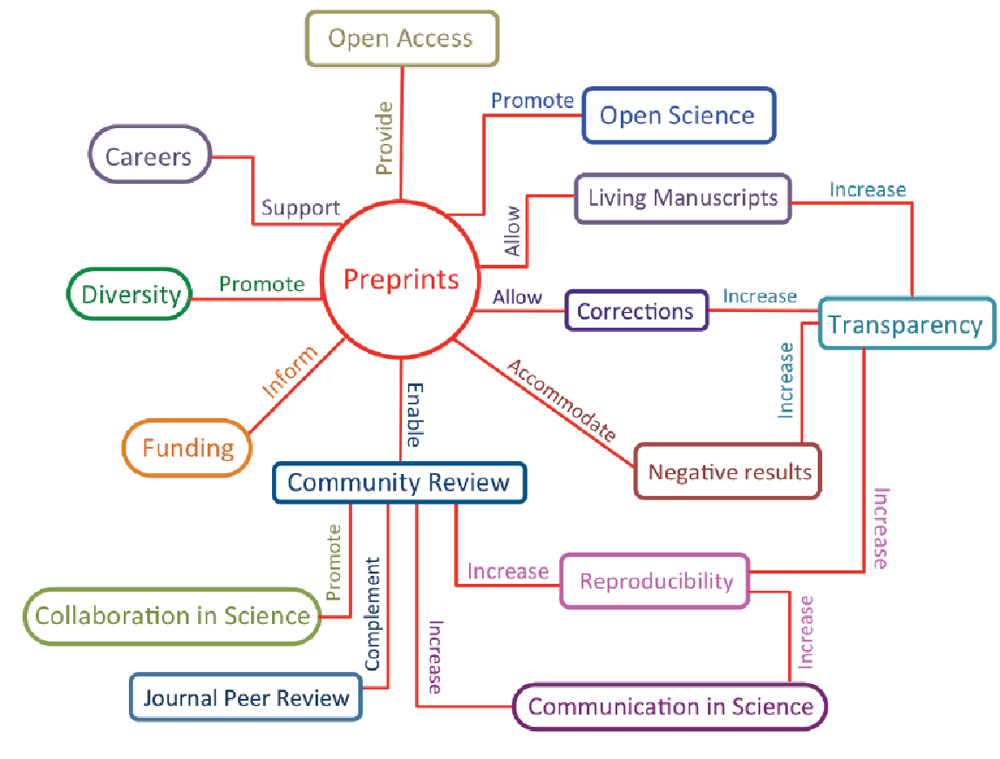 Open Access
Provide
Promote
Open Science
Careers
Support
Allow
Living Manuscripts
Increase
Diversity
Promote
Preprints
Allow
Corrections
Increase
Transparency
Inform
Funding
Enable
Accommodate
Increase
Negative results
Community Review
Promote
Complement
Increase
Increase
Reproducibility
Increase
Collaboration in Science
Increase
Journal Peer Review
Communication in Science